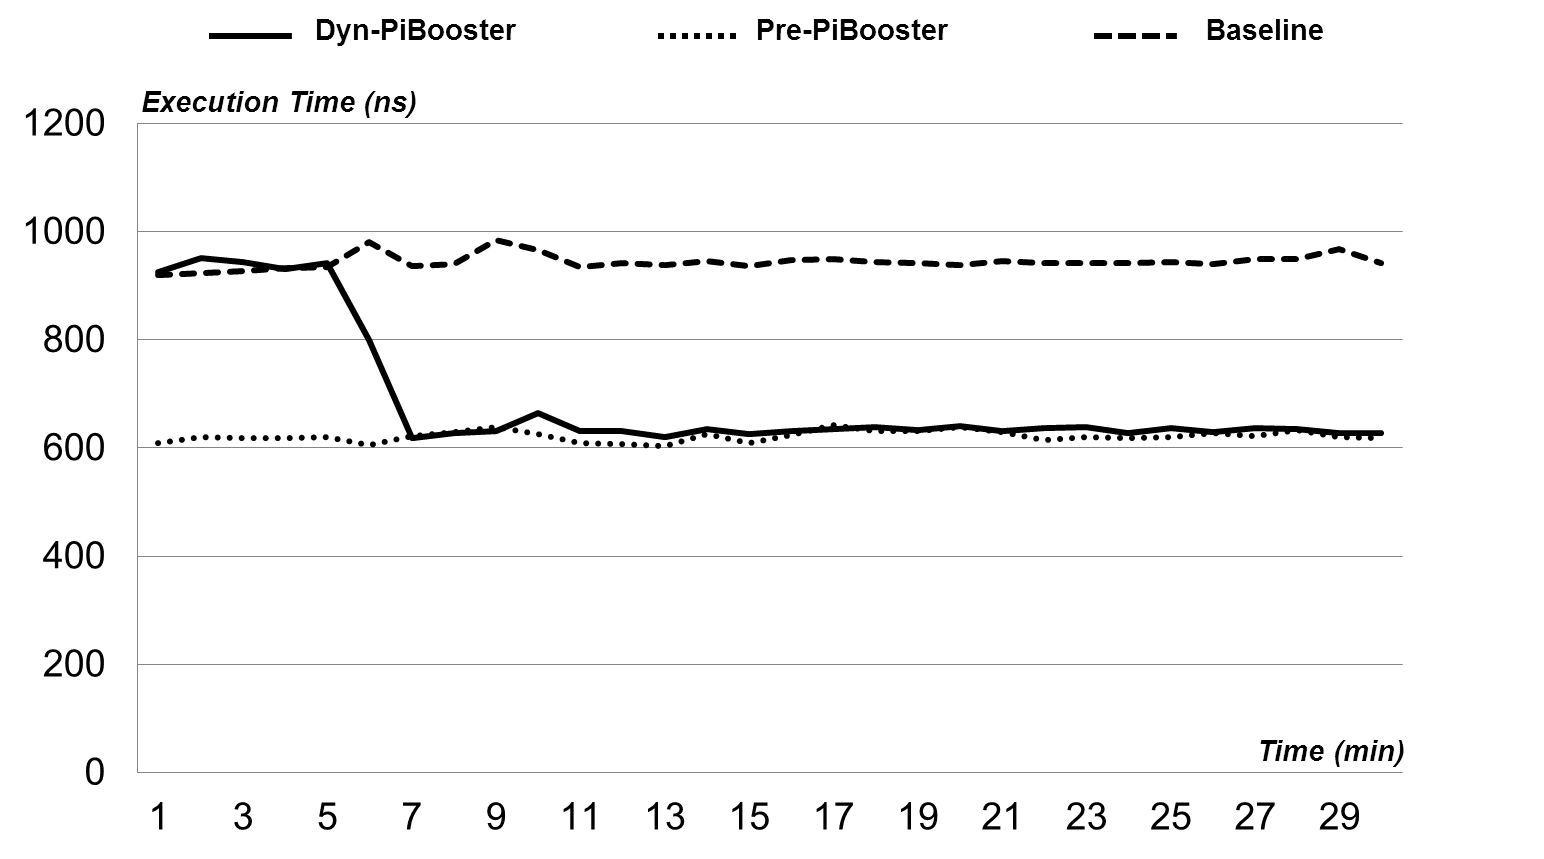 Dyn-PiBooster Pre-PiBooster Baseline
Execution Time (ns)
1200
1000
800
600
400
200
0
Time (min)
1 3 5 7 9 11 13 15 17 19 21 23 25 27 29